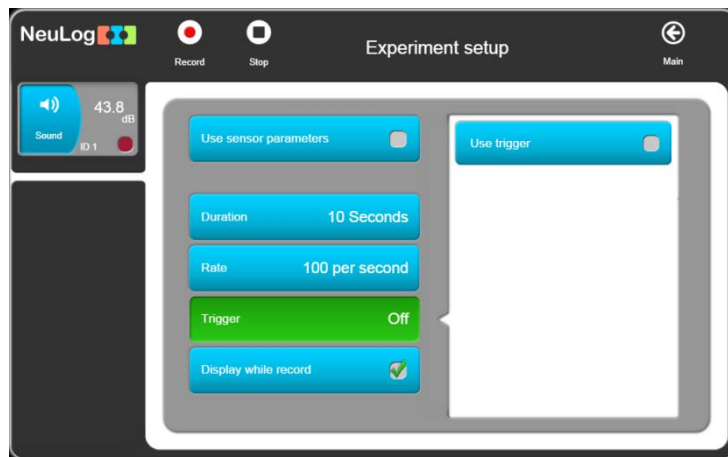 NeuLog
Record
Stop
Experiment setup
Main
43.8
dB
Sound
ID 1
Use sensor parameters
Use trigger
Duration 10 Seconds
Rate 100 per second
Trigger Off
Display while record